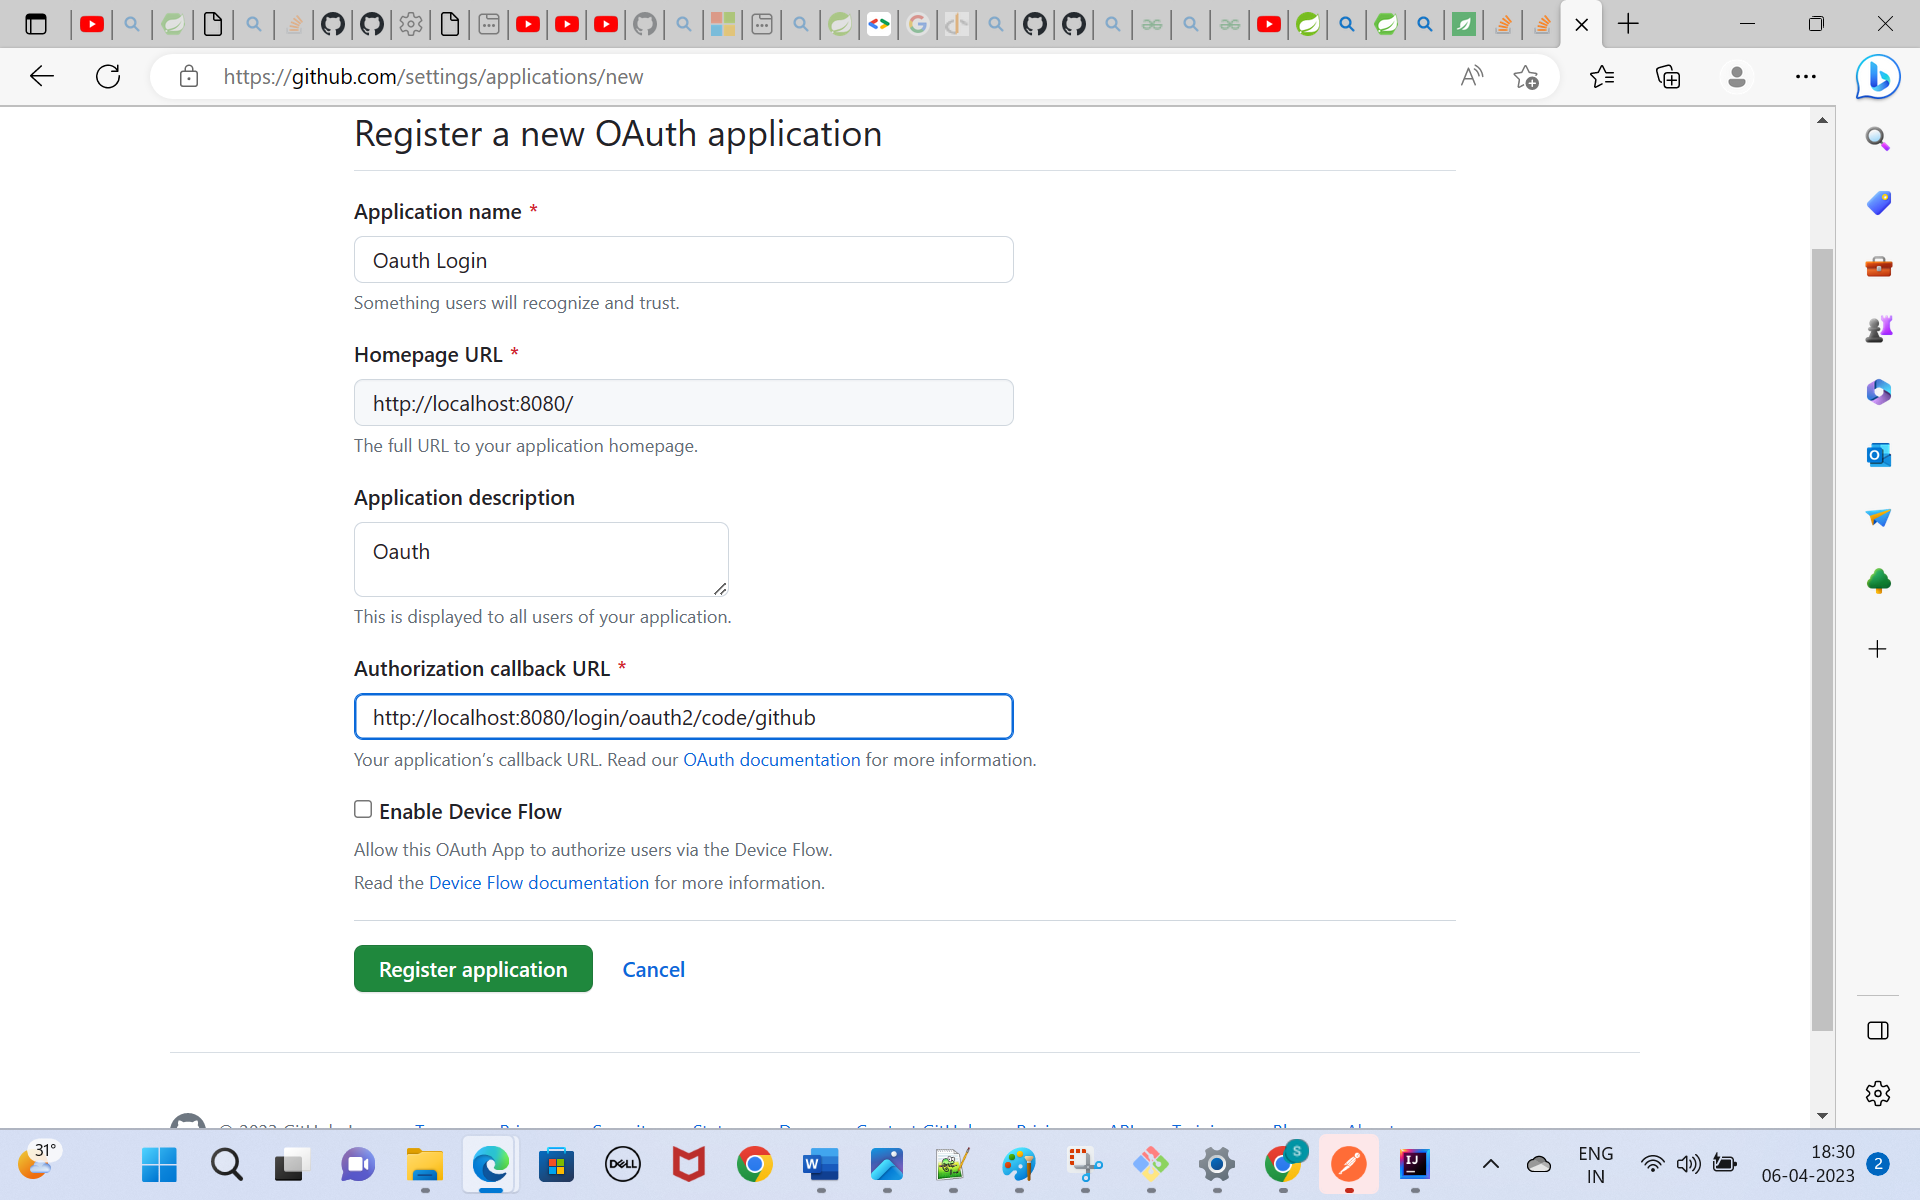 https://github.com/settings/applications/new
Register a new OAuth application
Application name *
Oauth Login
Something users will recognize and trust.
Homepage URL *
http://localhost:8080/
The full URL to your application homepage.
Application description
Oauth
This is displayed to all users of your application.
Authorization callback URL *
http://localhost:8080/login/oauth2/code/github
Your application's callback URL. Read our OAuth documentation for more information.
Enable Device Flow
Allow this OAuth App to authorize users via the Device Flow.
Read the Device Flow documentation for more information.
Register application Cancel
31°
DELL
S
ENG
IN
18:30
06-04-2023
2